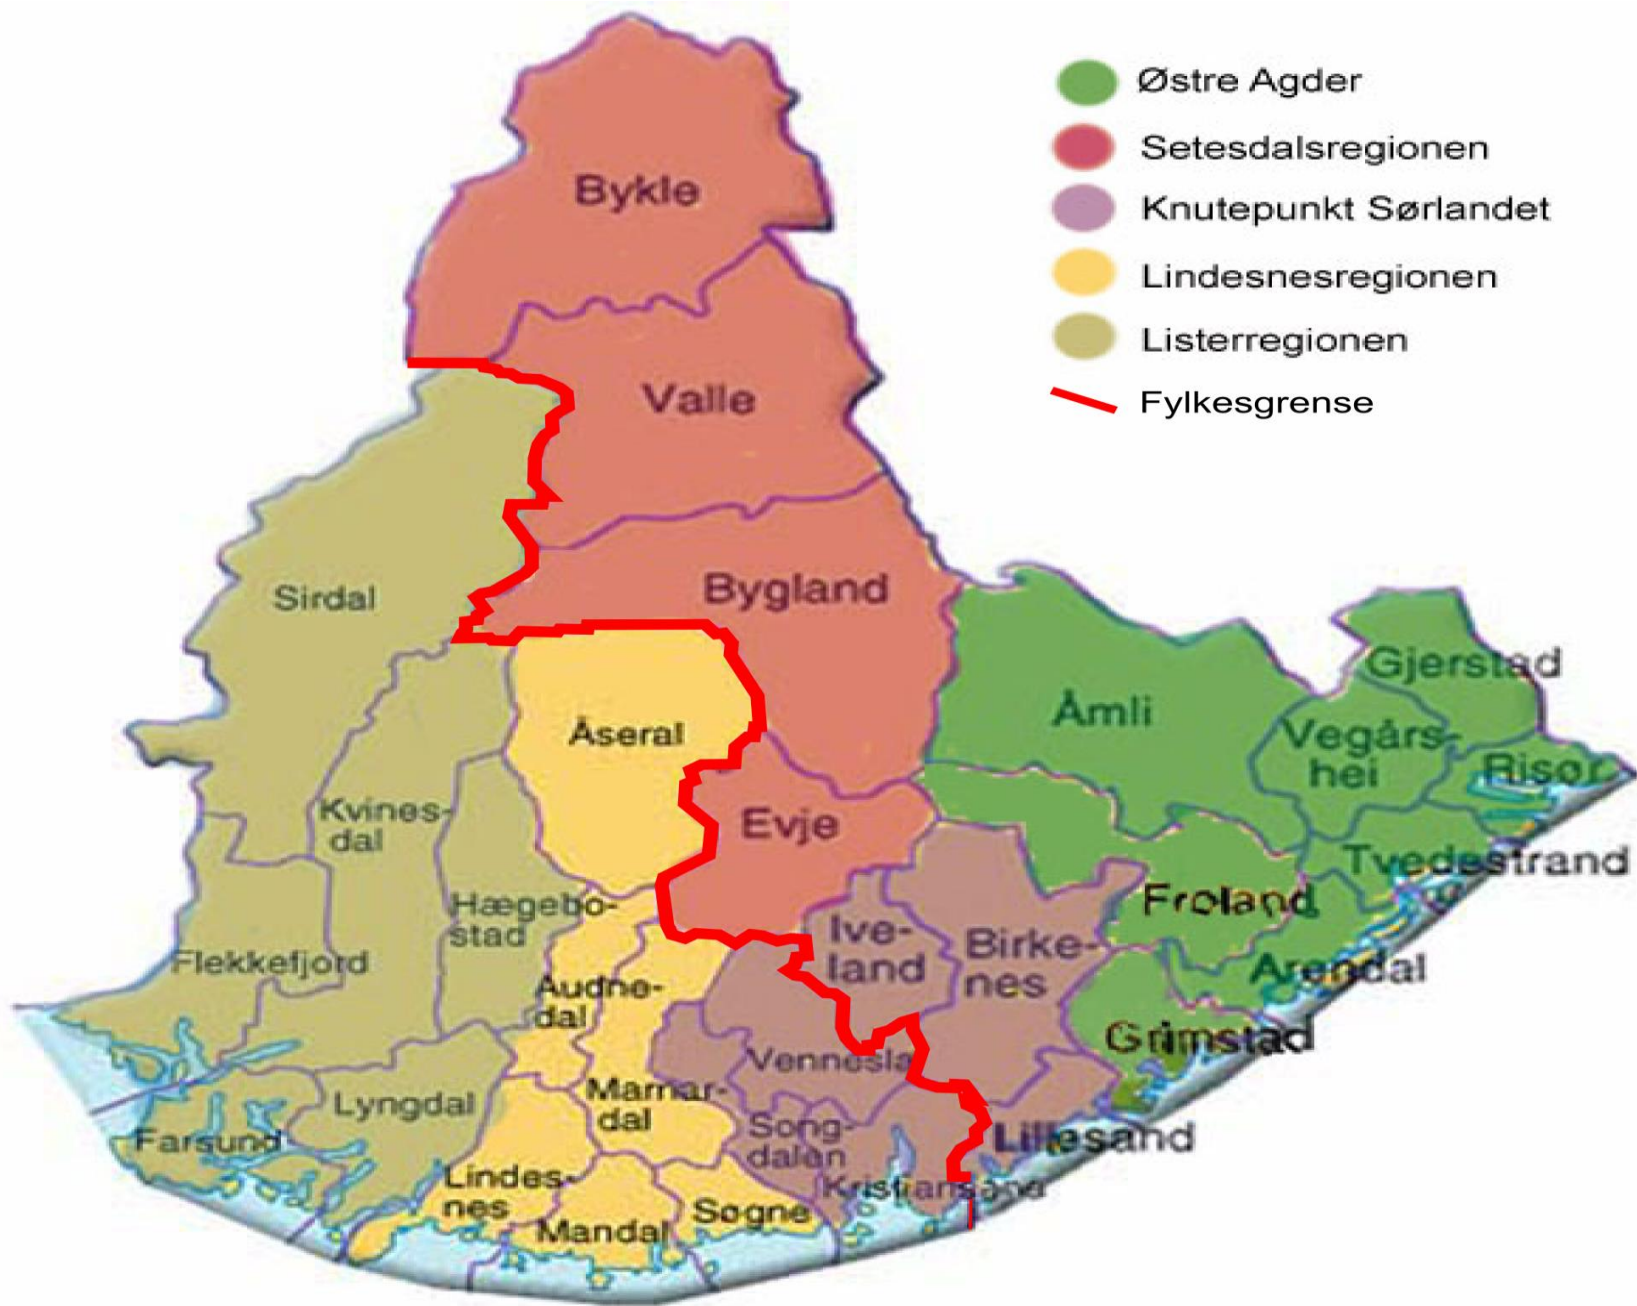 Østre Agder
Setesdalsregionen
Knutepunkt Sørlandet
Lindesnesregionen
Listerregionen
Fylkesgrense
Bykle
Valle
Bygland
Sirdal
Åseral
Åmli
Gjerstad
Vegårs-
hei
Risør
Kvines-
dal
Evje
Tvedestrand
Hægebo-
stad
Froland
Ive-
land
Birke-
nes
Flekkefjord
Arendal
Audne-
dal
Grimstad
Vennesla
Marnar-
dal
Lyngdal
Song-
dalen
Lillesand
Farsund
Lindes-
nes
Kristiansand
Søgne
Mandal